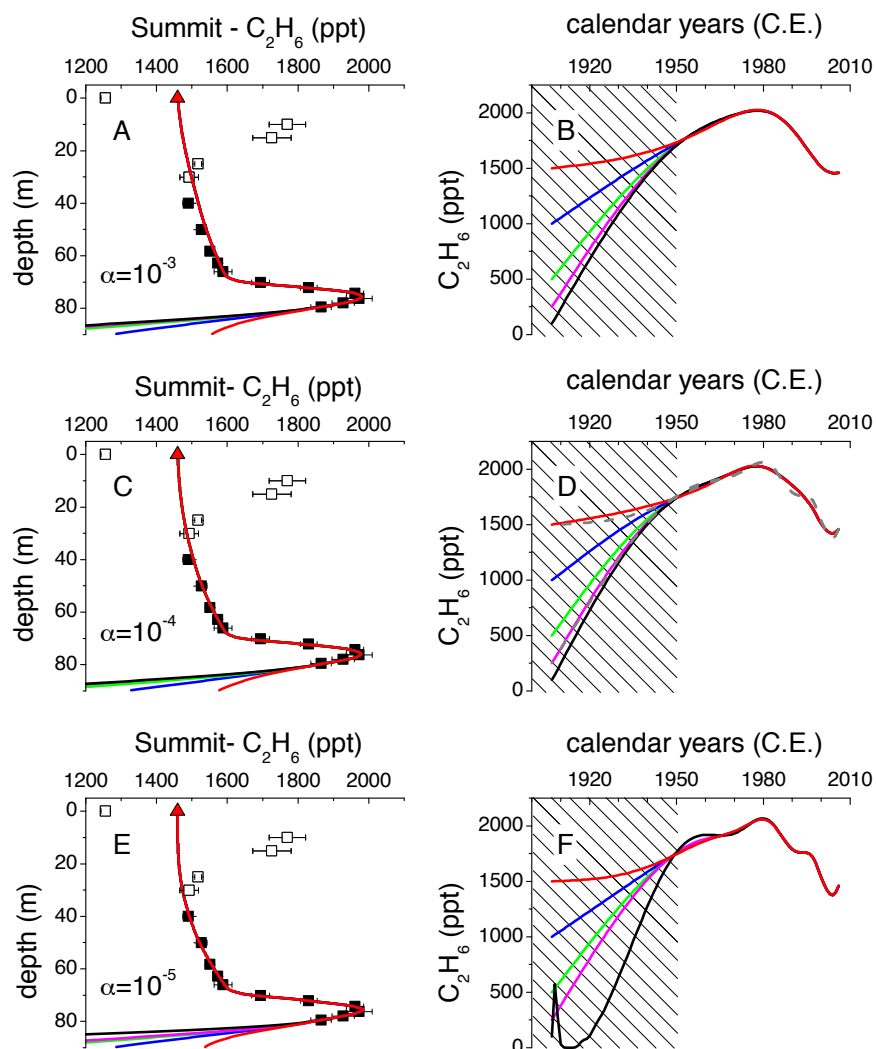 Summit - C₂H₆ (ppt)
1200 1400 1600 1800 2000
0
20
40
60
80
depth (m)
A
α=10⁻³
calendar years (C.E.)
1920 1950 1980 2010
2000
1500
1000
500
0
C₂H₆ (ppt)
B
Summit- C₂H₆ (ppt)
1200 1400 1600 1800 2000
0
20
40
60
80
depth (m)
C
α=10⁻⁴
calendar years (C.E.)
1920 1950 1980 2010
2000
1500
1000
500
0
C₂H₆ (ppt)
D
Summit- C₂H₆ (ppt)
1200 1400 1600 1800 2000
0
20
40
60
80
depth (m)
E
α=10⁻⁵
calendar years (C.E.)
1920 1950 1980 2010
2000
1500
1000
500
0
C₂H₆ (ppt)
F